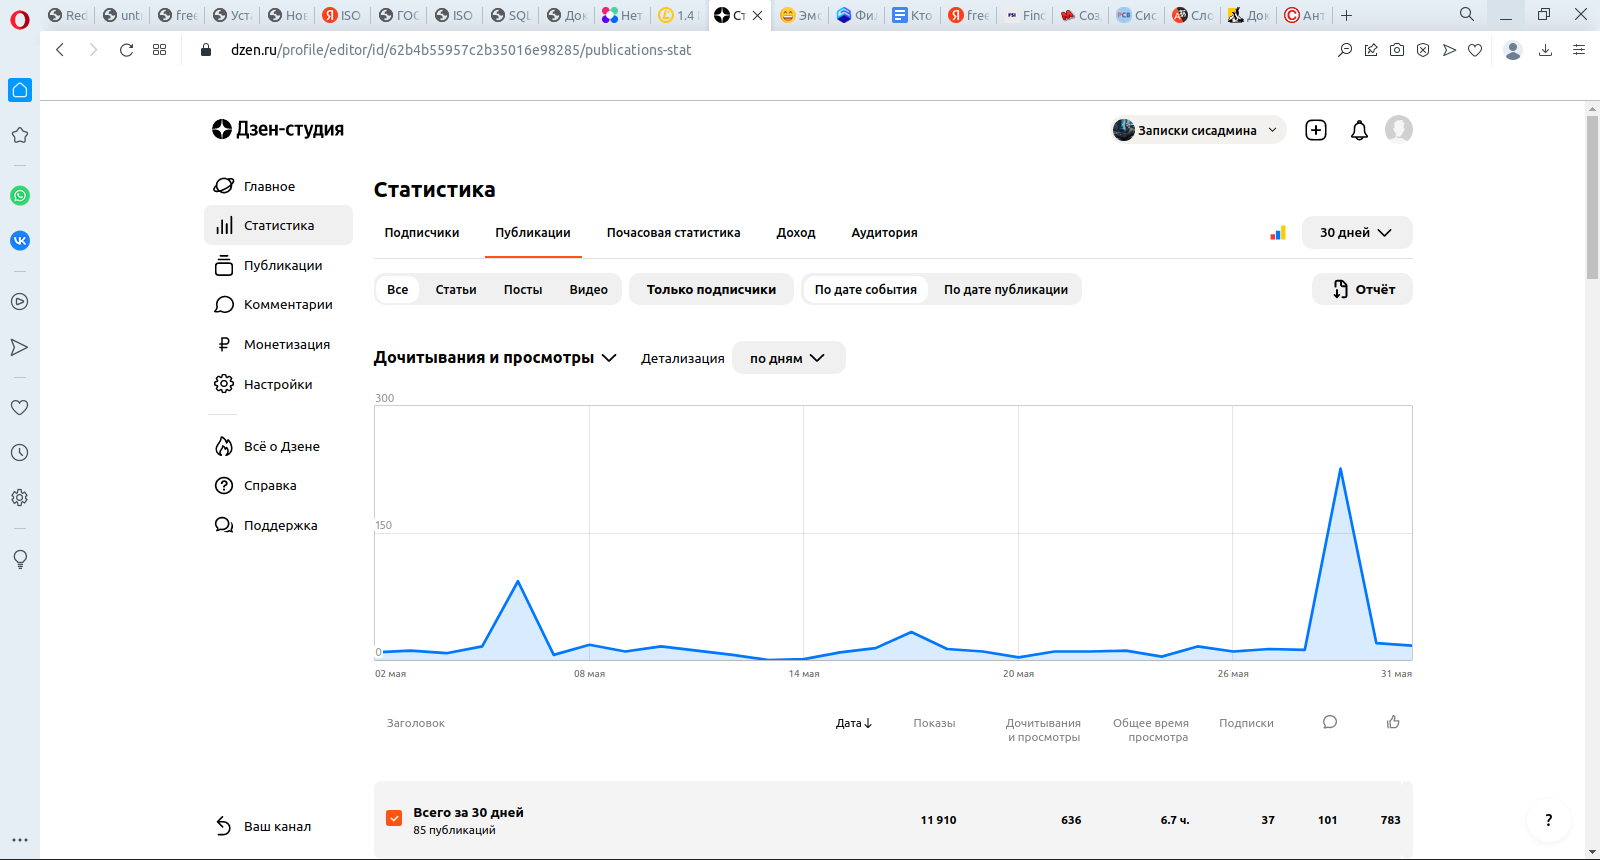 Red
unt
free
Уст
Нов
ISO
ГОС
ISO
SQL
Док
Нет
1.4
Ст
Эмо
Фил
Кто
free
Finc
Соз
Сис
Сло
Док
Ант
dzen.ru/profile/editor/id/62b4b55957c2b35016e98285/publications-stat
Дзен-студия
Записки сисадмина
Главное
Статистика
Публикации
Комментарии
Монетизация
Настройки
Всё о Дзене
Справка
Поддержка
Ваш канал
Статистика
Подписчики Публикации Почасовая статистика Доход Аудитория
30 дней
Все Статьи Посты Видео Только подписчики По дате события По дате публикации
Отчёт
Дочитывания и просмотры Детализация по дням
300
150
0
02 мая 08 мая 14 мая 20 мая 26 мая 31 мая
Заголовок Дата↓ Показы Дочитывания и просмотры Общее время просмотра Подписки
Всего за 30 дней
85 публикаций
11 910 636 6.7 ч. 37 101 783
?